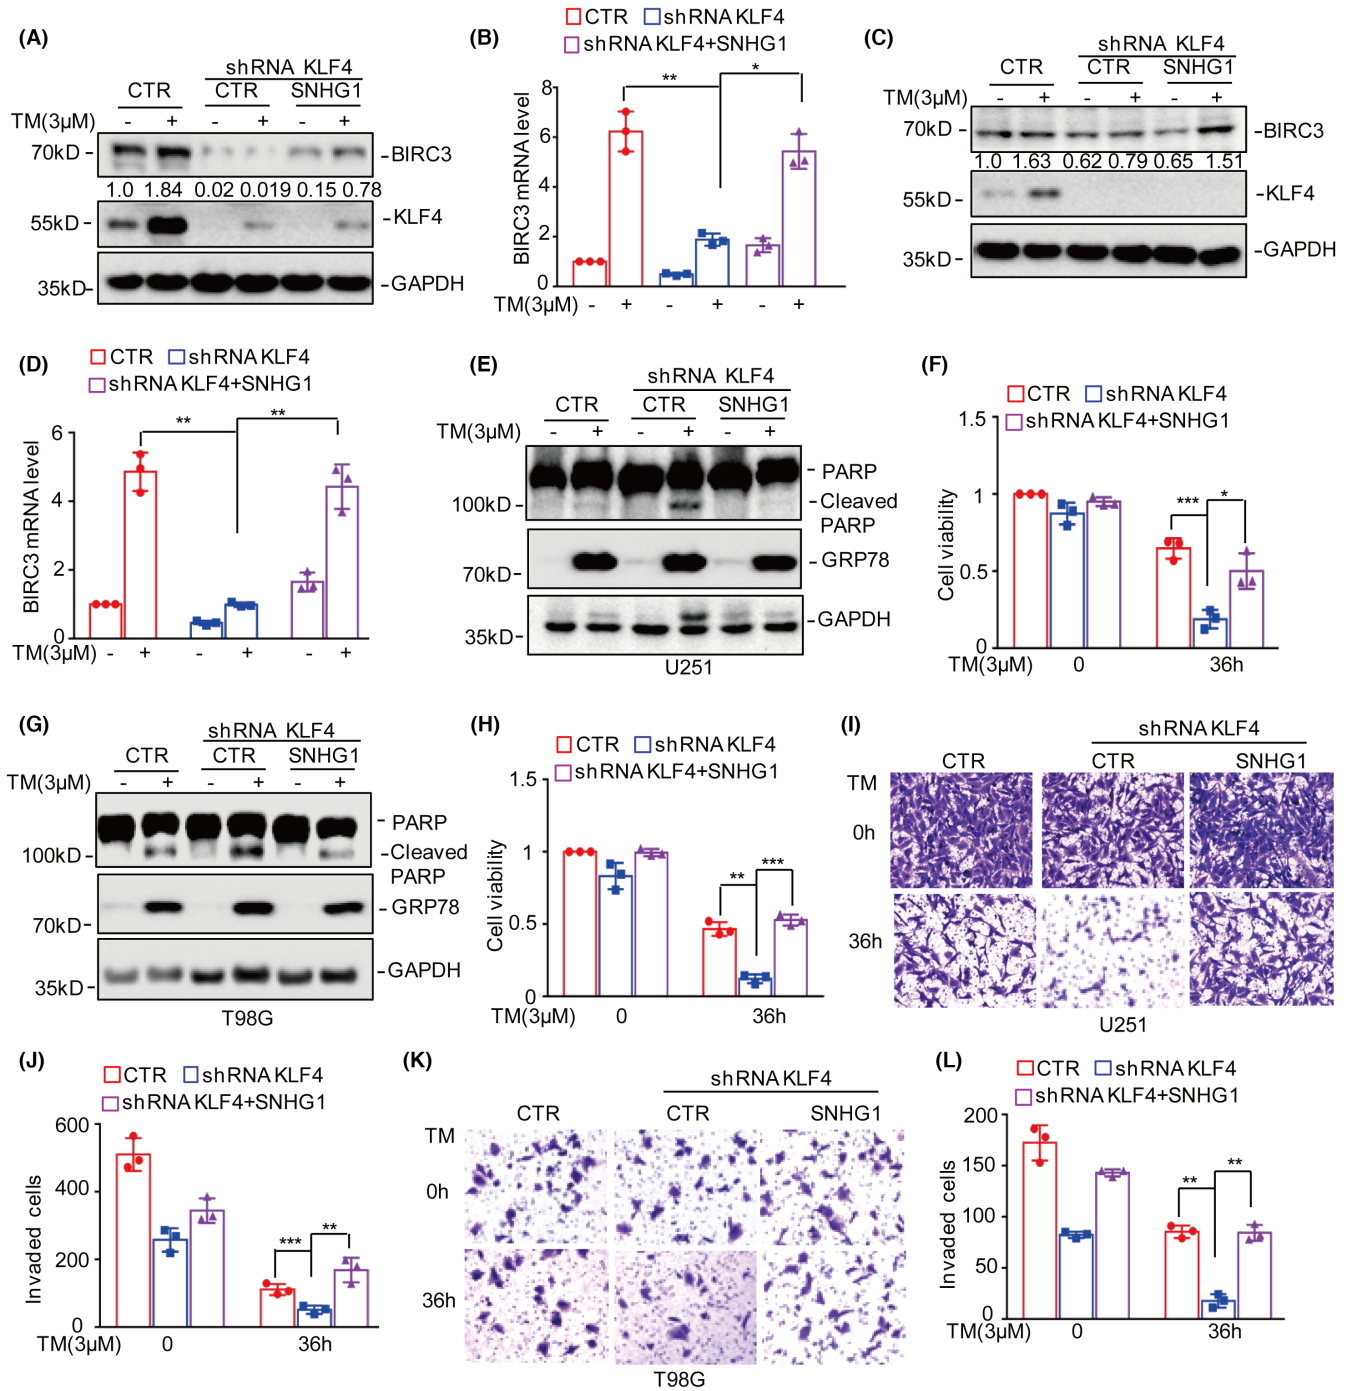 (A)
shRNA KLF4
CTR CTR SNHG1
TM(3μM) - + - + - +
70kD -BIRC3
1.0 1.84 0.02 0.019 0.15 0.78
55kD -KLF4
35kD -GAPDH
(B)
CTR shRNA KLF4
shRNA KLF4+SNHG1
** *
BIRC3 mRNA level
8
6
4
2
0
TM(3μM) - + - + - +
(C)
shRNA KLF4
CTR CTR SNHG1
TM(3μM) - + - + - +
70kD -BIRC3
1.0 1.63 0.62 0.79 0.65 1.51
55kD -KLF4
35kD -GAPDH
(D)
CTR shRNA KLF4
shRNA KLF4+SNHG1
** **
BIRC3 mRNA level
6
4
2
0
TM(3μM) - + - + - +
(E)
shRNA KLF4
CTR CTR SNHG1
TM(3μM) - + - + - +
- PARP
100kD -Cleaved
PARP
-GRP78
70kD
-GAPDH
35kD
U251
(F)
CTR shRNA KLF4
shRNA KLF4+SNHG1
*** *
Cell viability
1.5
1
0.5
0
TM(3μM) 0 36h
(G)
shRNA KLF4
CTR CTR SNHG1
TM(3μM) - + - + - +
- PARP
100kD -Cleaved
PARP
-GRP78
70kD
-GAPDH
35kD
T98G
(H)
CTR shRNA KLF4
shRNA KLF4+SNHG1
** ***
Cell viability
1.5
1
0.5
0
TM(3μM) 0 36h
(I)
shRNA KLF4
CTR CTR SNHG1
TM
0h
36h
U251
(J)
CTR shRNA KLF4
shRNA KLF4+SNHG1
*** **
Invaded cells
600
400
200
0
TM(3μM) 0 36h
(K)
shRNA KLF4
CTR CTR SNHG1
TM
0h
36h
T98G
(L)
CTR shRNA KLF4
shRNA KLF4+SNHG1
** **
Invaded cells
200
150
100
50
0
TM(3μM) 0 36h